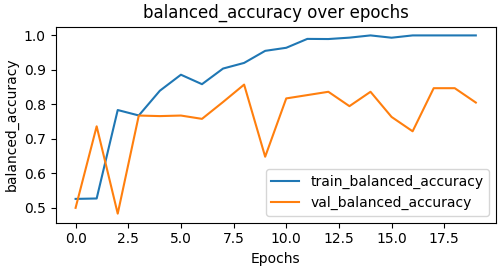 balanced_accuracy over epochs
balanced_accuracy
1.0
0.9
0.8
0.7
0.6
0.5
train_balanced_accuracy
val_balanced_accuracy
0.0 2.5 5.0 7.5 10.0 12.5 15.0 17.5
Epochs